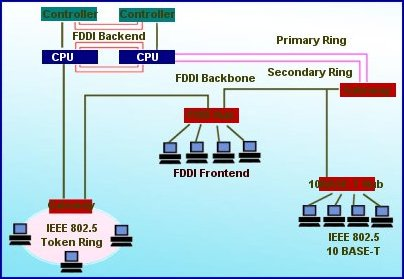 Controller
Controller
FDDI Backend
CPU
CPU
Primary Ring
Secondary Ring
FDDI Backbone
FDDI Frontend
IEEE 802.5
Token Ring
IEEE 802.5
10 BASE-T